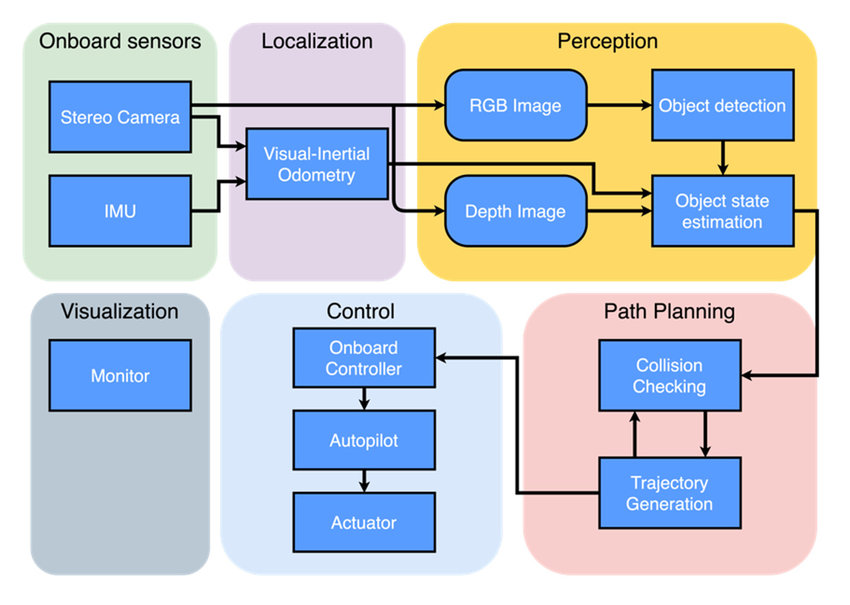 Onboard sensors
Localization
Perception
Stereo Camera
IMU
Visual-Inertial
Odometry
RGB Image
Object detection
Depth Image
Object state
estimation
Visualization
Control
Path Planning
Monitor
Onboard
Controller
Autopilot
Actuator
Collision
Checking
Trajectory
Generation